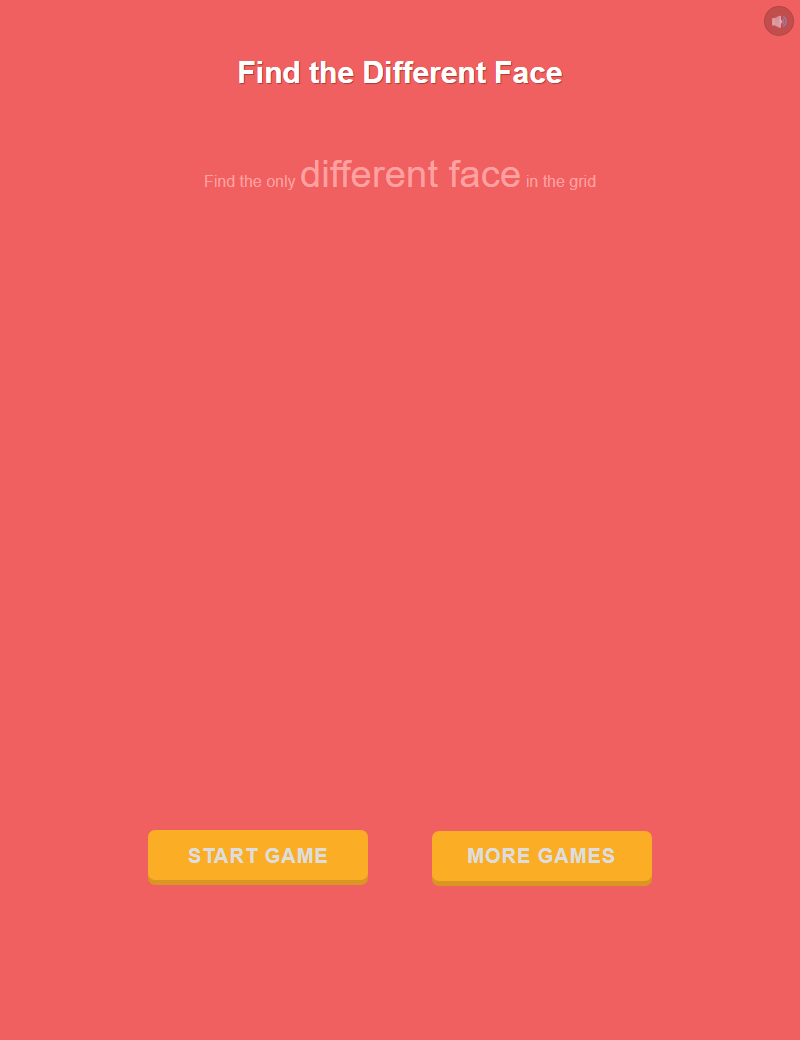 Find the Different Face
Find the only different face in the grid
START GAME
MORE GAMES